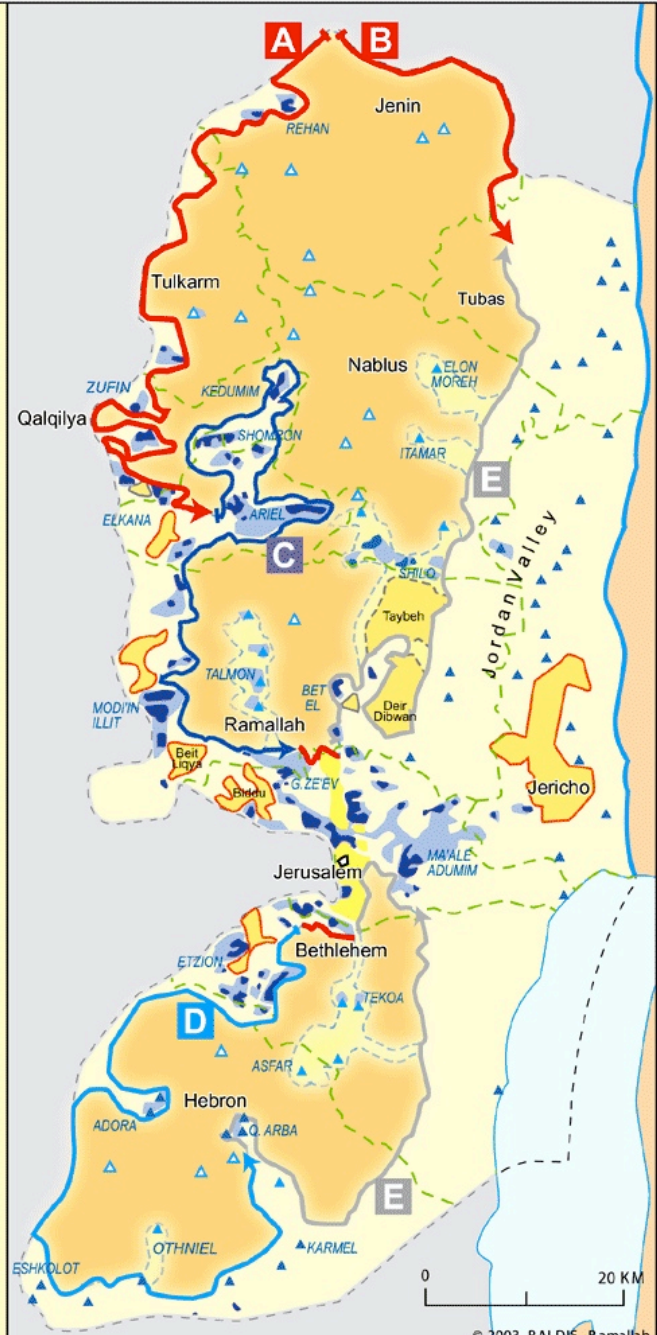 A
B
Jenin
REHAN
Tulkarm
Tubas
Nablus
ELON
MOREH
ZUFIN
KEDUMIM
Qalqilya
SHOMRON
ITAMAR
E
ELKANA
ARIEL
C
SHILO
Jordan Valley
Taybeh
TALMON
BET
EL
Deir
Dibwan
MODI'IN
ILLIT
Ramallah
Beit
Liqya
G.ZE'EV
Biddu
Jericho
MA'ALE
ADUMIM
Jerusalem
Bethlehem
ETZION
TEKOA
D
ASFAR
Hebron
ADORA
Q. ARBA
E
OTHNIEL
KARMEL
ESHKOLOT
0 20 KM